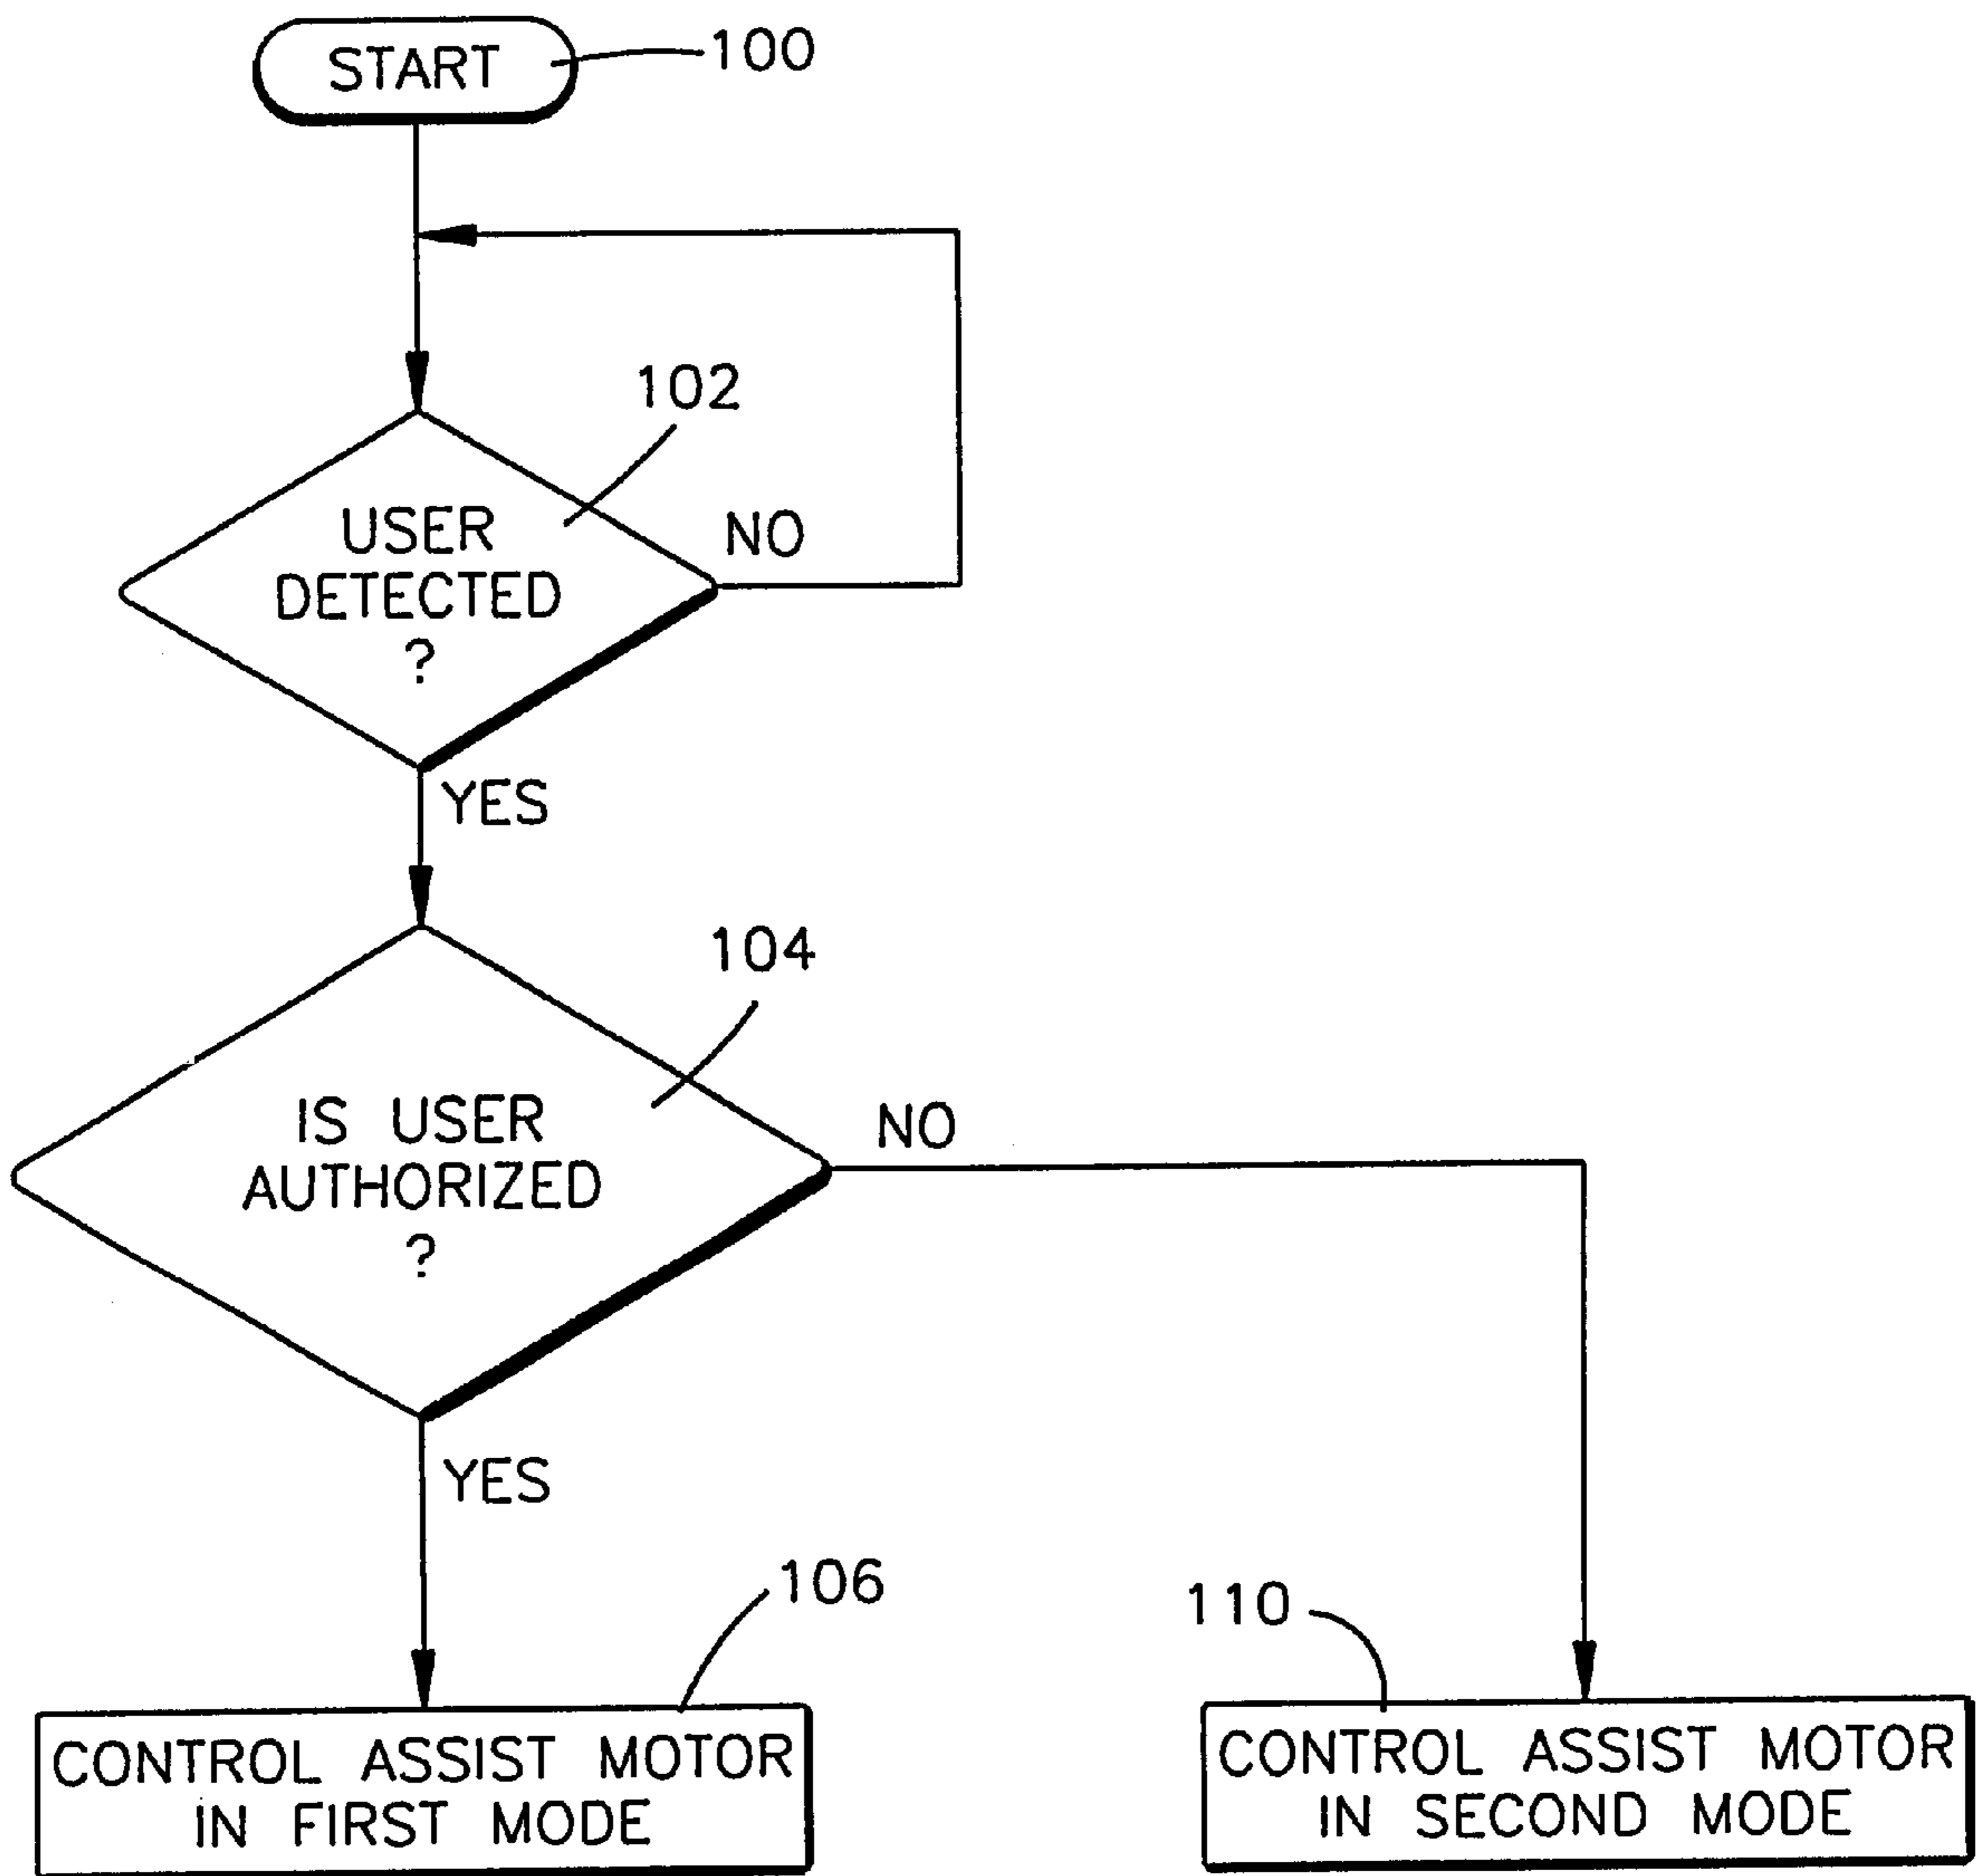 START
100
102
USER
DETECTED
?
NO
YES
104
IS USER
AUTHORIZED
?
NO
YES
106
110
CONTROL ASSIST MOTOR
IN FIRST MODE
CONTROL ASSIST MOTOR
IN SECOND MODE